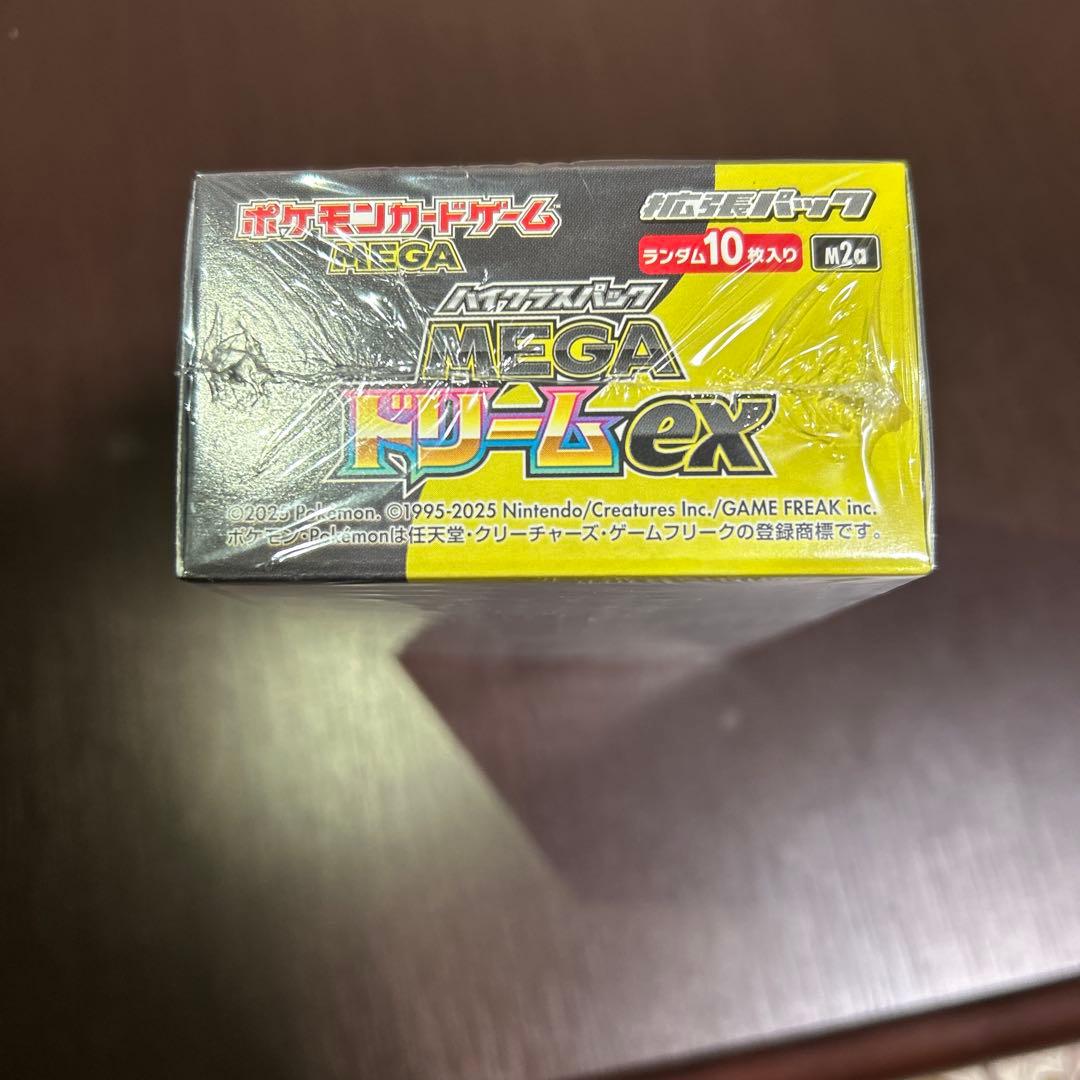 ポケモンカードゲーム™
MEGA
拡張パック
ランダム10枚入り
M2a
ハイクラスパック
MEGA
ドリームex
©2025 Pokémon. ©1995-2025 Nintendo/Creatures Inc./GAME FREAK inc.
ポケモン・Pokémonは任天堂・クリーチャーズ・ゲームフリークの登録商標です。